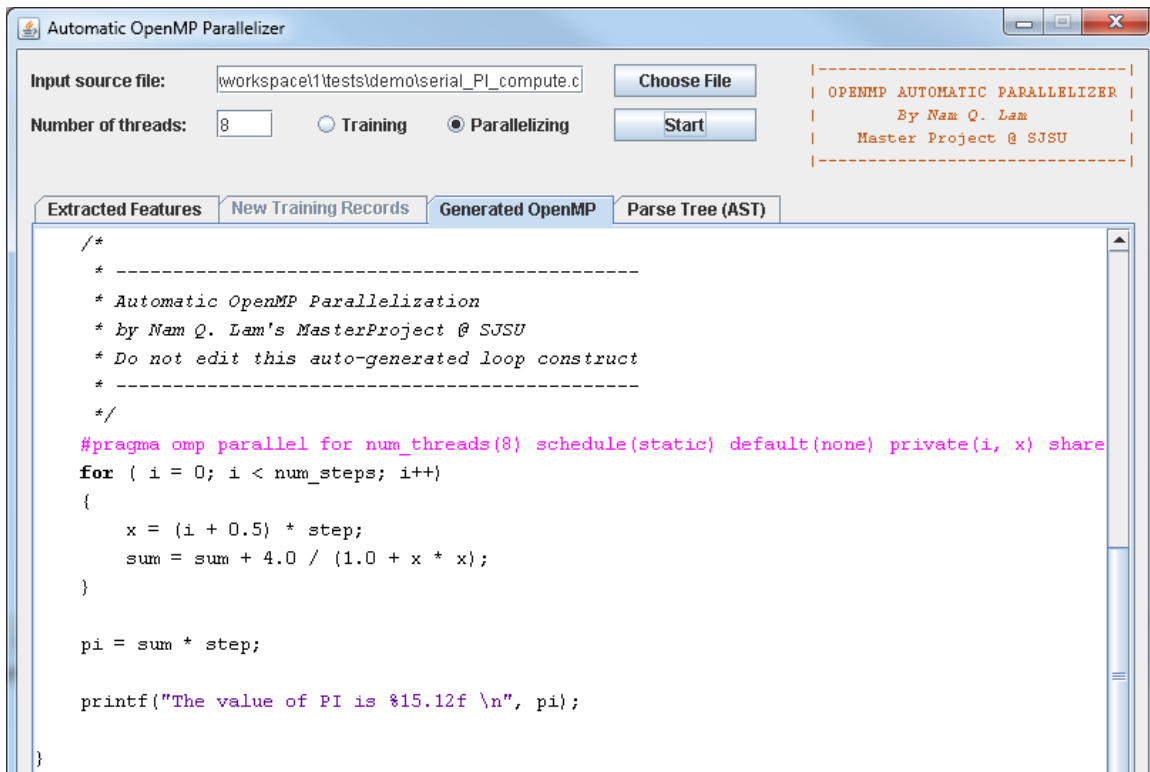 Automatic OpenMP Parallelizer
Input source file: workspace\1\tests\demo\serial_PI_compute.c Choose File
Number of threads: 8 Training Parallelizing Start
|-------------------------------|
| OPENMP AUTOMATIC PARALLELIZER |
| By Nam Q. Lam |
| Master Project @ SJSU |
|-------------------------------|
Extracted Features New Training Records Generated OpenMP Parse Tree (AST)
/*
* ----------------------------------------------
* Automatic OpenMP Parallelization
* by Nam Q. Lam's MasterProject @ SJSU
* Do not edit this auto-generated loop construct
* ----------------------------------------------
*/
#pragma omp parallel for num_threads(8) schedule(static) default(none) private(i, x) share
for ( i = 0; i < num_steps; i++)
{
x = (i + 0.5) * step;
sum = sum + 4.0 / (1.0 + x * x);
}
pi = sum * step;
printf("The value of PI is %15.12f \n", pi);
}